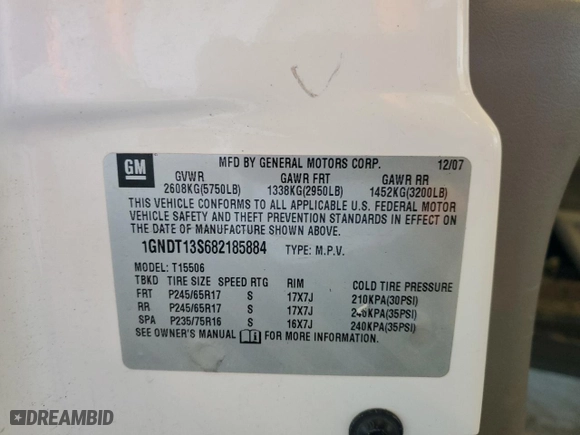 GM
MFD BY GENERAL MOTORS CORP. 12/07
GVWR GAWR FRT GAWR RR
2608KG(5750LB) 1338KG(2950LB) 1452KG(3200LB)
THIS VEHICLE CONFORMS TO ALL APPLICABLE U.S. FEDERAL MOTOR
VEHICLE SAFETY AND THEFT PREVENTION STANDARDS IN EFFECT ON
THE DATE OF MANUFACTURE SHOWN ABOVE.
1GNDT13S682185884 TYPE: M.P.V.
MODEL: T15506
TBKD TIRE SIZE SPEED RTG RIM COLD TIRE PRESSURE
FRT P245/65R17 S 17X7J 210KPA(30PSI)
RR P245/65R17 S 17X7J 240KPA(35PSI)
SPA P235/75R16 S 16X7J 240KPA(35PSI)
SEE OWNER'S MANUAL FOR MORE INFORMATION.
DREAMBID